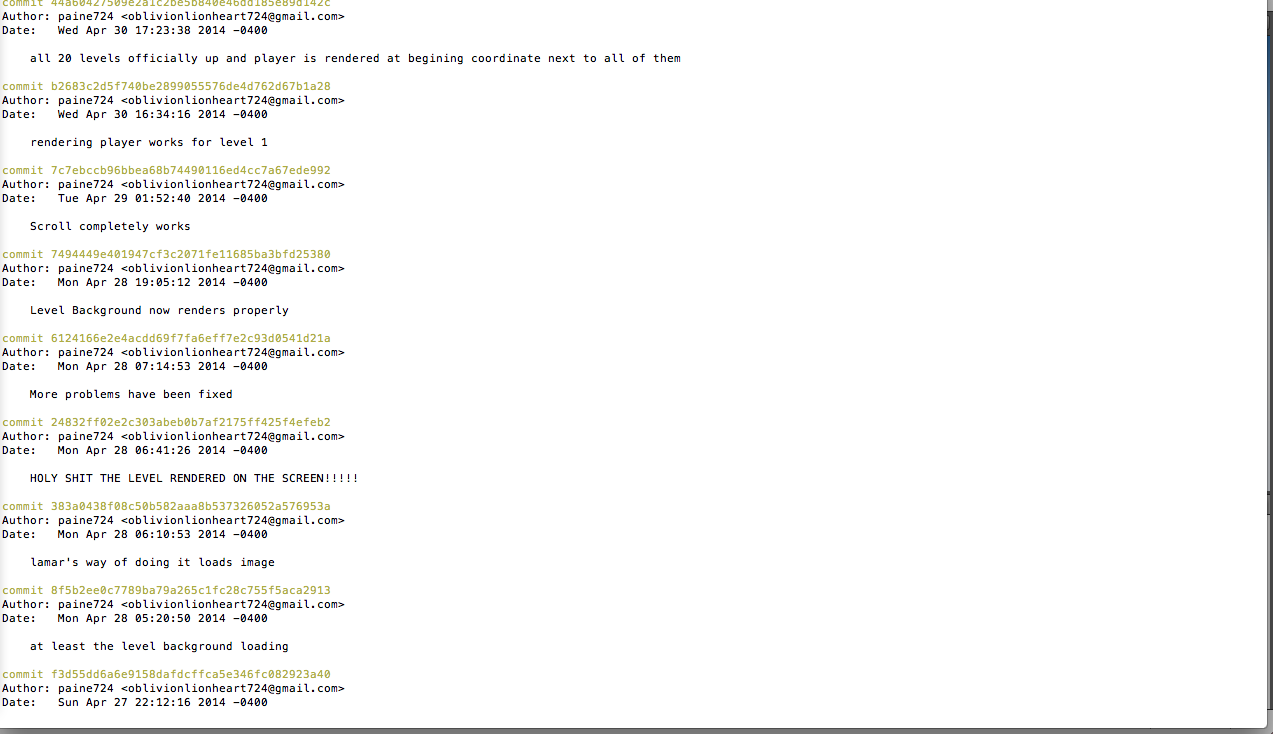 commit 44a60427509e2a1c2be5b840e46dd185e89d142c
Author: paine724 <oblivionlionheart724@gmail.com>
Date:   Wed Apr 30 17:23:38 2014 -0400
all 20 levels officially up and player is rendered at begining coordinate next to all of them
commit b2683c2d5f740be2899055576de4d762d67b1a28
Author: paine724 <oblivionlionheart724@gmail.com>
Date:   Wed Apr 30 16:34:16 2014 -0400
rendering player works for level 1
commit 7c7ebccb96bbea68b74490116ed4cc7a67ede992
Author: paine724 <oblivionlionheart724@gmail.com>
Date:   Tue Apr 29 01:52:40 2014 -0400
Scroll completely works
commit 7494449e401947cf3c2071fe11685ba3bfd25380
Author: paine724 <oblivionlionheart724@gmail.com>
Date:   Mon Apr 28 19:05:12 2014 -0400
Level Background now renders properly
commit 6124166e2e4acdd69f7fa6eff7e2c93d0541d21a
Author: paine724 <oblivionlionheart724@gmail.com>
Date:   Mon Apr 28 07:14:53 2014 -0400
More problems have been fixed
commit 24832ff02e2c303abeb0b7af2175ff425f4efeb2
Author: paine724 <oblivionlionheart724@gmail.com>
Date:   Mon Apr 28 06:41:26 2014 -0400
HOLY SHIT THE LEVEL RENDERED ON THE SCREEN!!!!!
commit 383a0438f08c50b582aaa8b537326052a576953a
Author: paine724 <oblivionlionheart724@gmail.com>
Date:   Mon Apr 28 06:10:53 2014 -0400
lamar's way of doing it loads image
commit 8f5b2ee0c7789ba79a265c1fc28c755f5aca2913
Author: paine724 <oblivionlionheart724@gmail.com>
Date:   Mon Apr 28 05:20:50 2014 -0400
at least the level background loading
commit f3d55dd6a6e9158dafdcffca5e346fc082923a40
Author: paine724 <oblivionlionheart724@gmail.com>
Date:   Sun Apr 27 22:12:16 2014 -0400